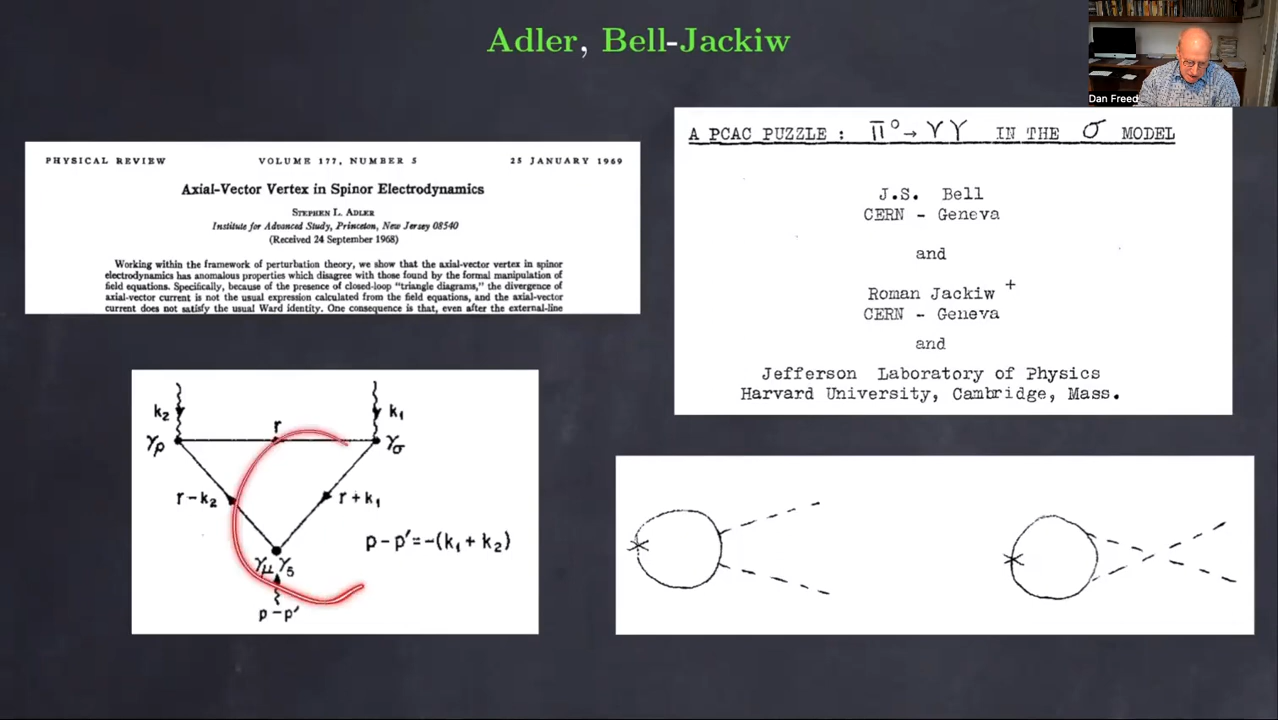 Adler, Bell-Jackiw
Dan Freed
PHYSICAL REVIEW VOLUME 177, NUMBER 5 25 JANUARY 1969
Axial-Vector Vertex in Spinor Electrodynamics
STEPHEN L. ADLER
Institute for Advanced Study, Princeton, New Jersey 08540
(Received 24 September 1968)
Working within the framework of perturbation theory, we show that the axial-vector vertex in spinor
electrodynamics has anomalous properties which disagree with those found by the formal manipulation of
field equations. Specifically, because of the presence of closed-loop "triangle diagrams," the divergence of
axial-vector current is not the usual expression calculated from the field equations, and the axial-vector
current does not satisfy the usual Ward identity. One consequence is that, even after the external-line
A PCAC PUZZLE : π° → γγ IN THE σ MODEL
J.S. Bell
CERN - Geneva
and
Roman Jackiw +
CERN - Geneva
and
Jefferson Laboratory of Physics
Harvard University, Cambridge, Mass.
k₂ k₁
γρ r γσ
r-k₂ r+k₁
p-p'=-(k₁+k₂)
γμ γ₅
p-p'